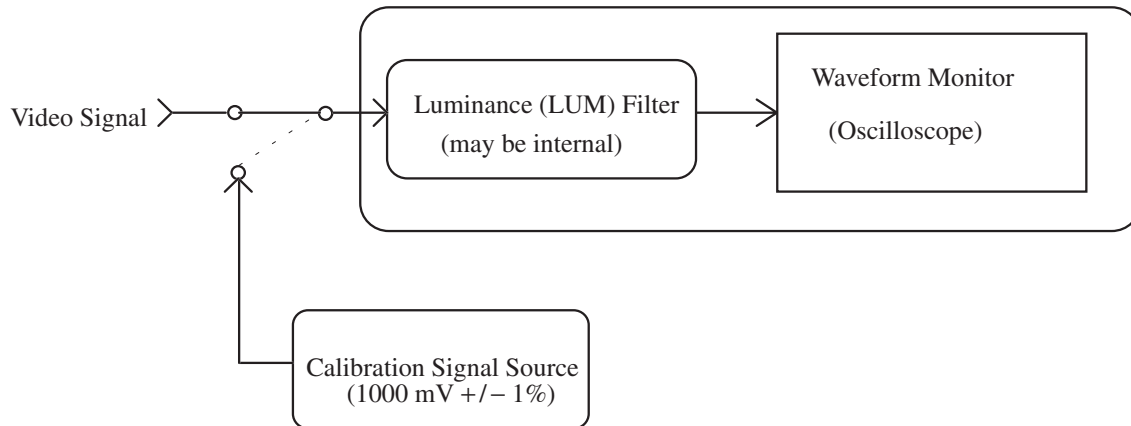 Video Signal
Luminance (LUM) Filter
(may be internal)
Waveform Monitor
(Oscilloscope)
Calibration Signal Source
(1000 mV +/− 1%)